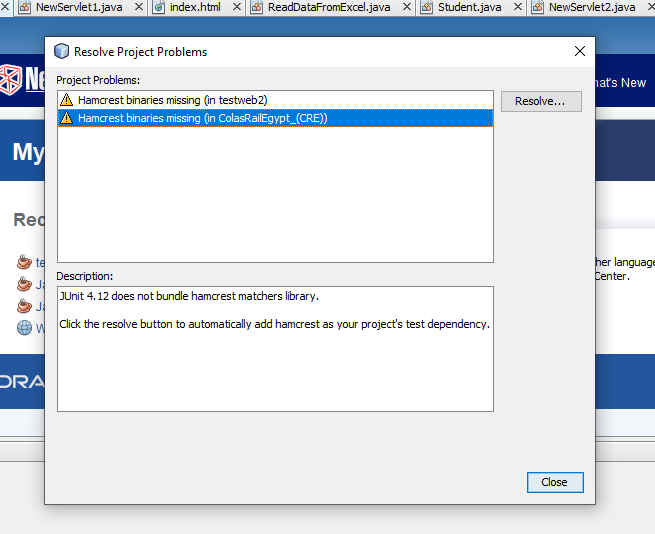 NewServlet1.java
index.html
ReadDataFromExcel.java
Student.java
NewServlet2.java
Resolve Project Problems
Project Problems:
Hamcrest binaries missing (in testweb2)
Hamcrest binaries missing (in ColasRailEgypt_(CRE))
Resolve...
Description:
JUnit 4.12 does not bundle hamcrest matchers library.
Click the resolve button to automatically add hamcrest as your project's test dependency.
Close
Ne
hat's New
My
Rec
te
Ja
Ja
W
her language
Center.
DRA